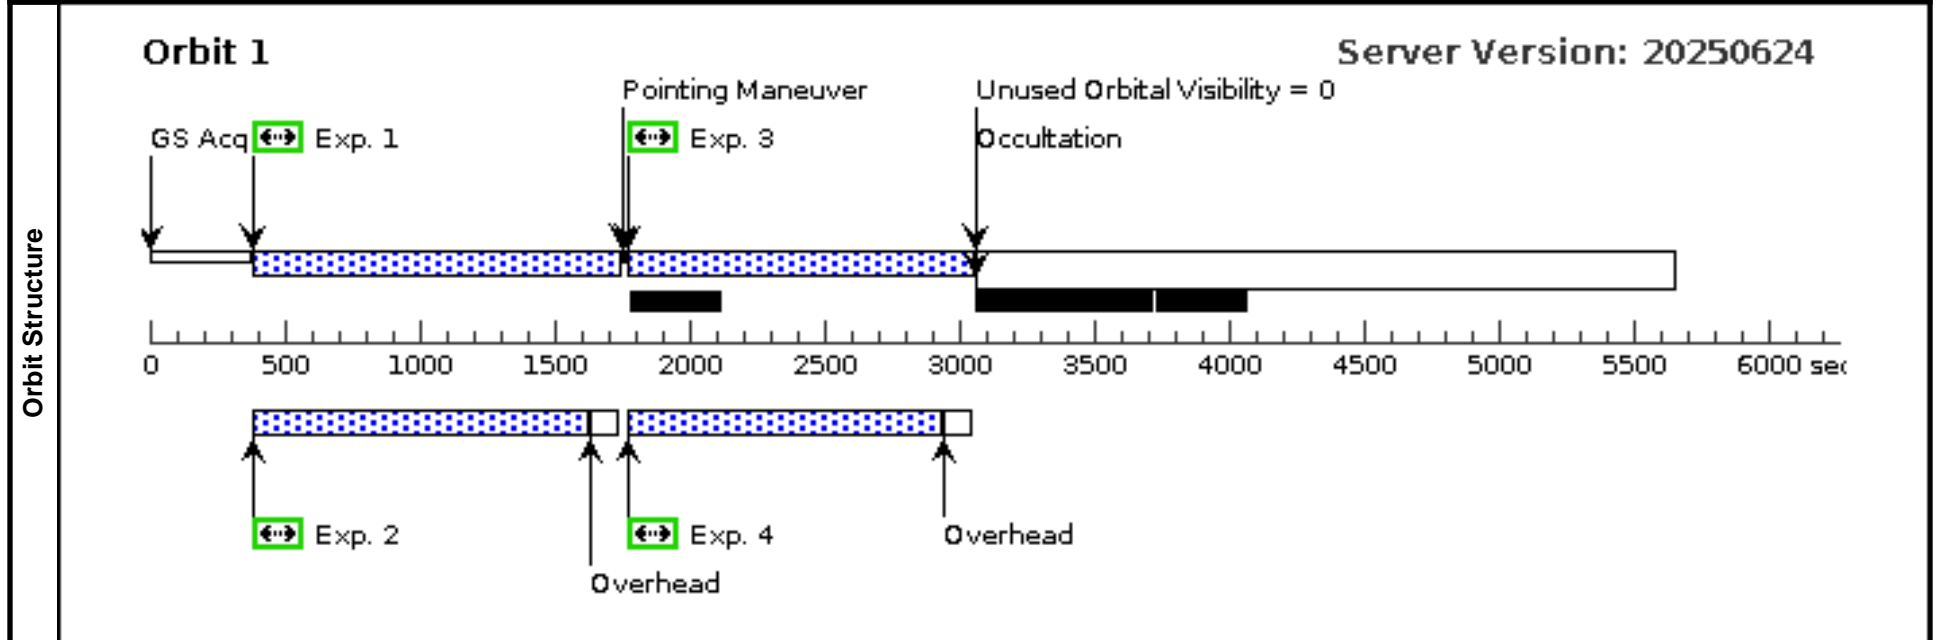 Orbit Structure
Orbit 1
Server Version: 20250624
Pointing Maneuver
Unused Orbital Visibility = 0
GS Acq
Exp. 1
Exp. 3
Occultation
0 500 1000 1500 2000 2500 3000 3500 4000 4500 5000 5500 6000 sec
Exp. 2
Exp. 4
Overhead
Overhead